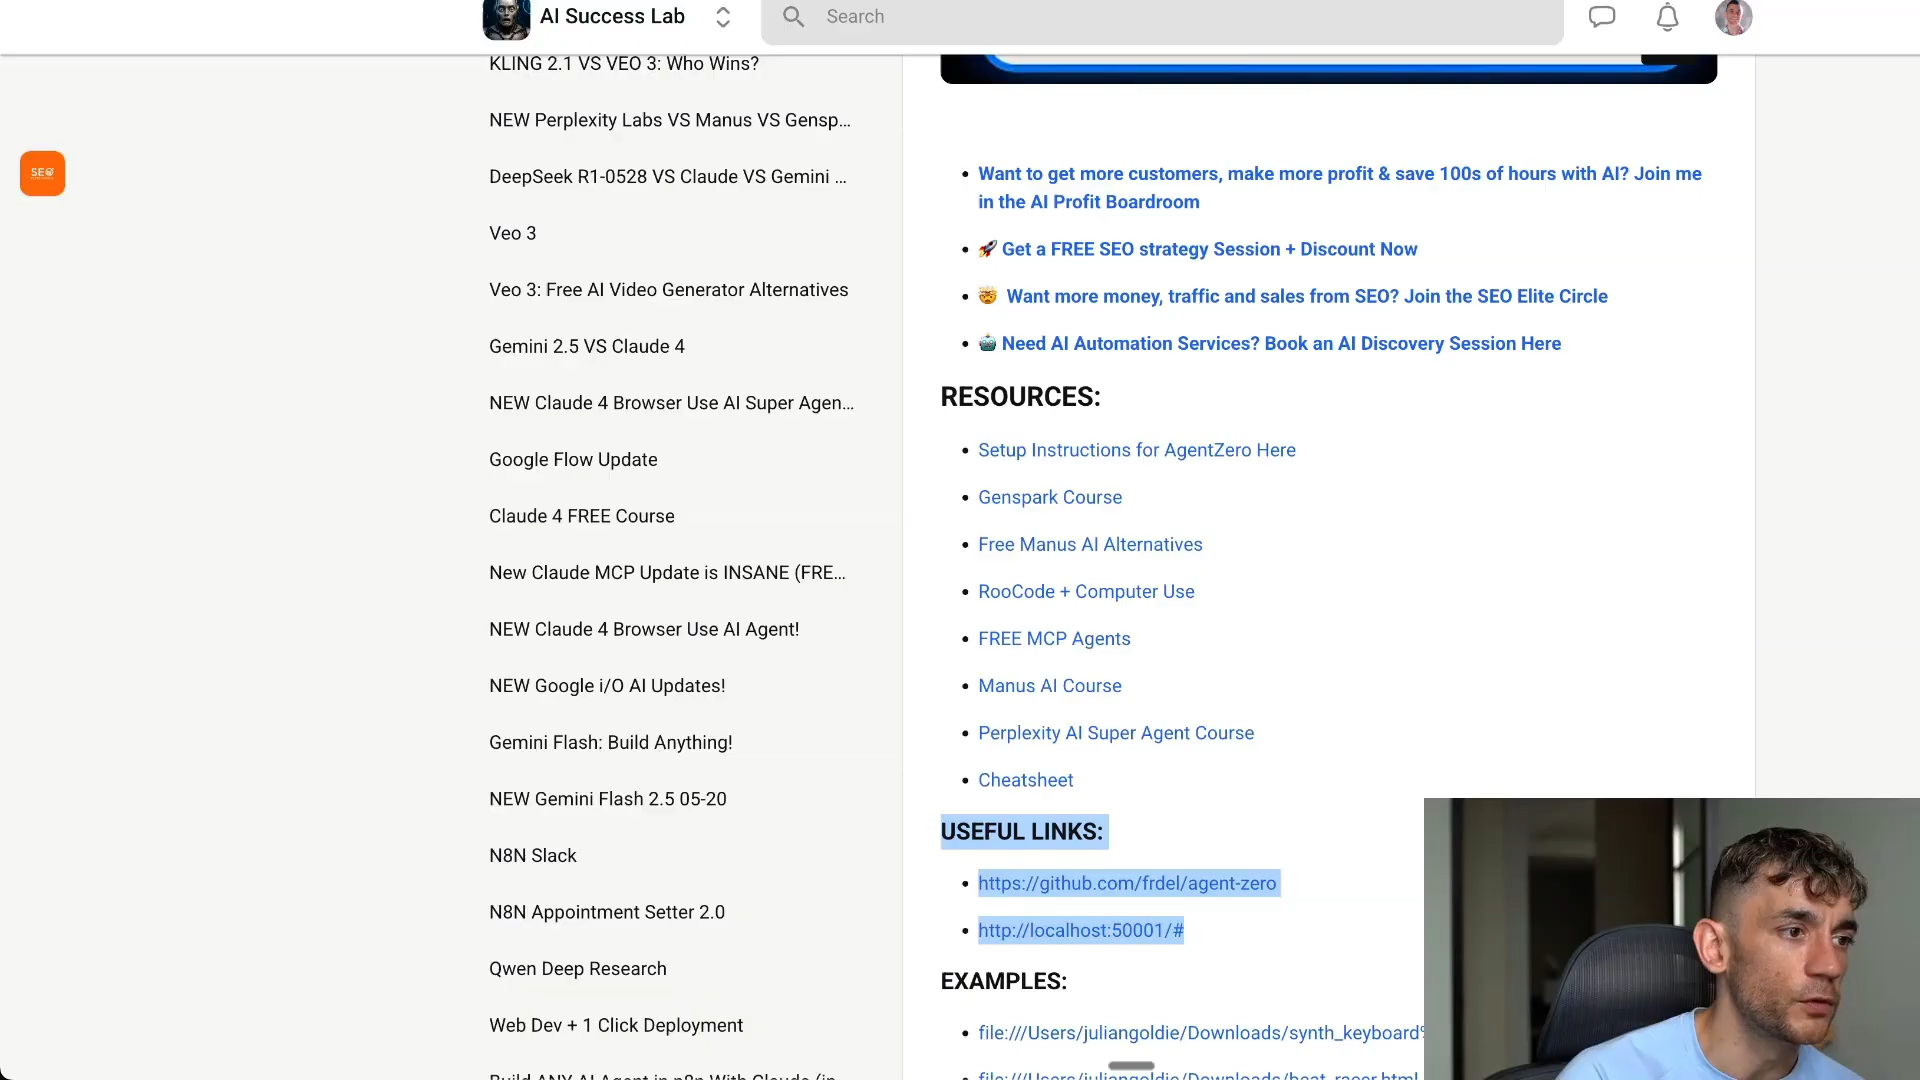 AI Success Lab
Search
KLING 2.1 VS VEO 3: Who Wins?
NEW Perplexity Labs VS Manus VS Gensp...
DeepSeek R1-0528 VS Claude VS Gemini ...
Veo 3
Veo 3: Free AI Video Generator Alternatives
Gemini 2.5 VS Claude 4
NEW Claude 4 Browser Use AI Super Agen...
Google Flow Update
Claude 4 FREE Course
New Claude MCP Update is INSANE (FRE...
NEW Claude 4 Browser Use AI Agent!
NEW Google i/O AI Updates!
Gemini Flash: Build Anything!
NEW Gemini Flash 2.5 05-20
N8N Slack
N8N Appointment Setter 2.0
Qwen Deep Research
Web Dev + 1 Click Deployment
Build ANY AI Agent in n8n With Claude (in...
SEO
Want to get more customers, make more profit & save 100s of hours with AI? Join me
in the AI Profit Boardroom
🚀 Get a FREE SEO strategy Session + Discount Now
🤯 Want more money, traffic and sales from SEO? Join the SEO Elite Circle
🤖 Need AI Automation Services? Book an AI Discovery Session Here
RESOURCES:
Setup Instructions for AgentZero Here
Genspark Course
Free Manus AI Alternatives
RooCode + Computer Use
FREE MCP Agents
Manus AI Course
Perplexity AI Super Agent Course
Cheatsheet
USEFUL LINKS:
https://github.com/frdel/agent-zero
http://localhost:50001/#
EXAMPLES:
file:///Users/juliangoldie/Downloads/synth_keyboard
file:///Users/juliangoldie/Downloads/beat_racer.html